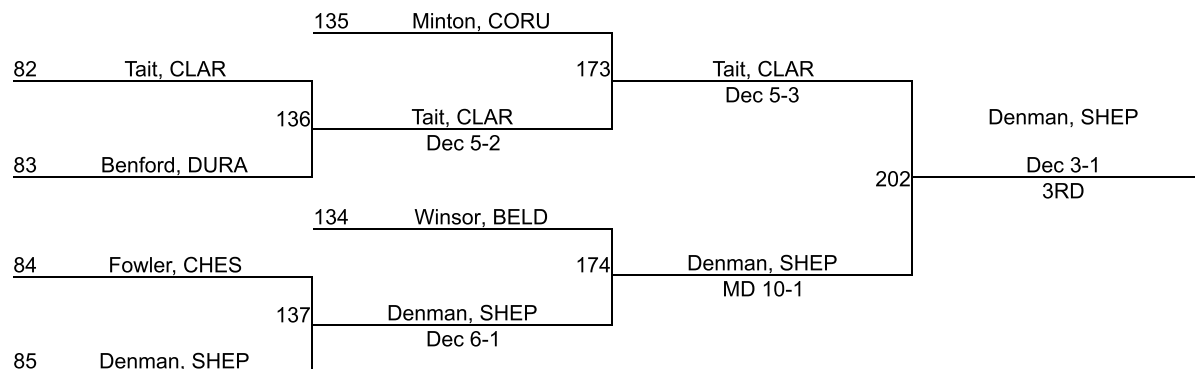 135 Minton, CORU
82 Tait, CLAR
173 Tait, CLAR
Dec 5-3
136 Tait, CLAR
Dec 5-2
Denman, SHEP
83 Benford, DURA
Dec 3-1
202
3RD
134 Winsor, BELD
84 Fowler, CHES
174 Denman, SHEP
MD 10-1
137 Denman, SHEP
Dec 6-1
85 Denman, SHEP